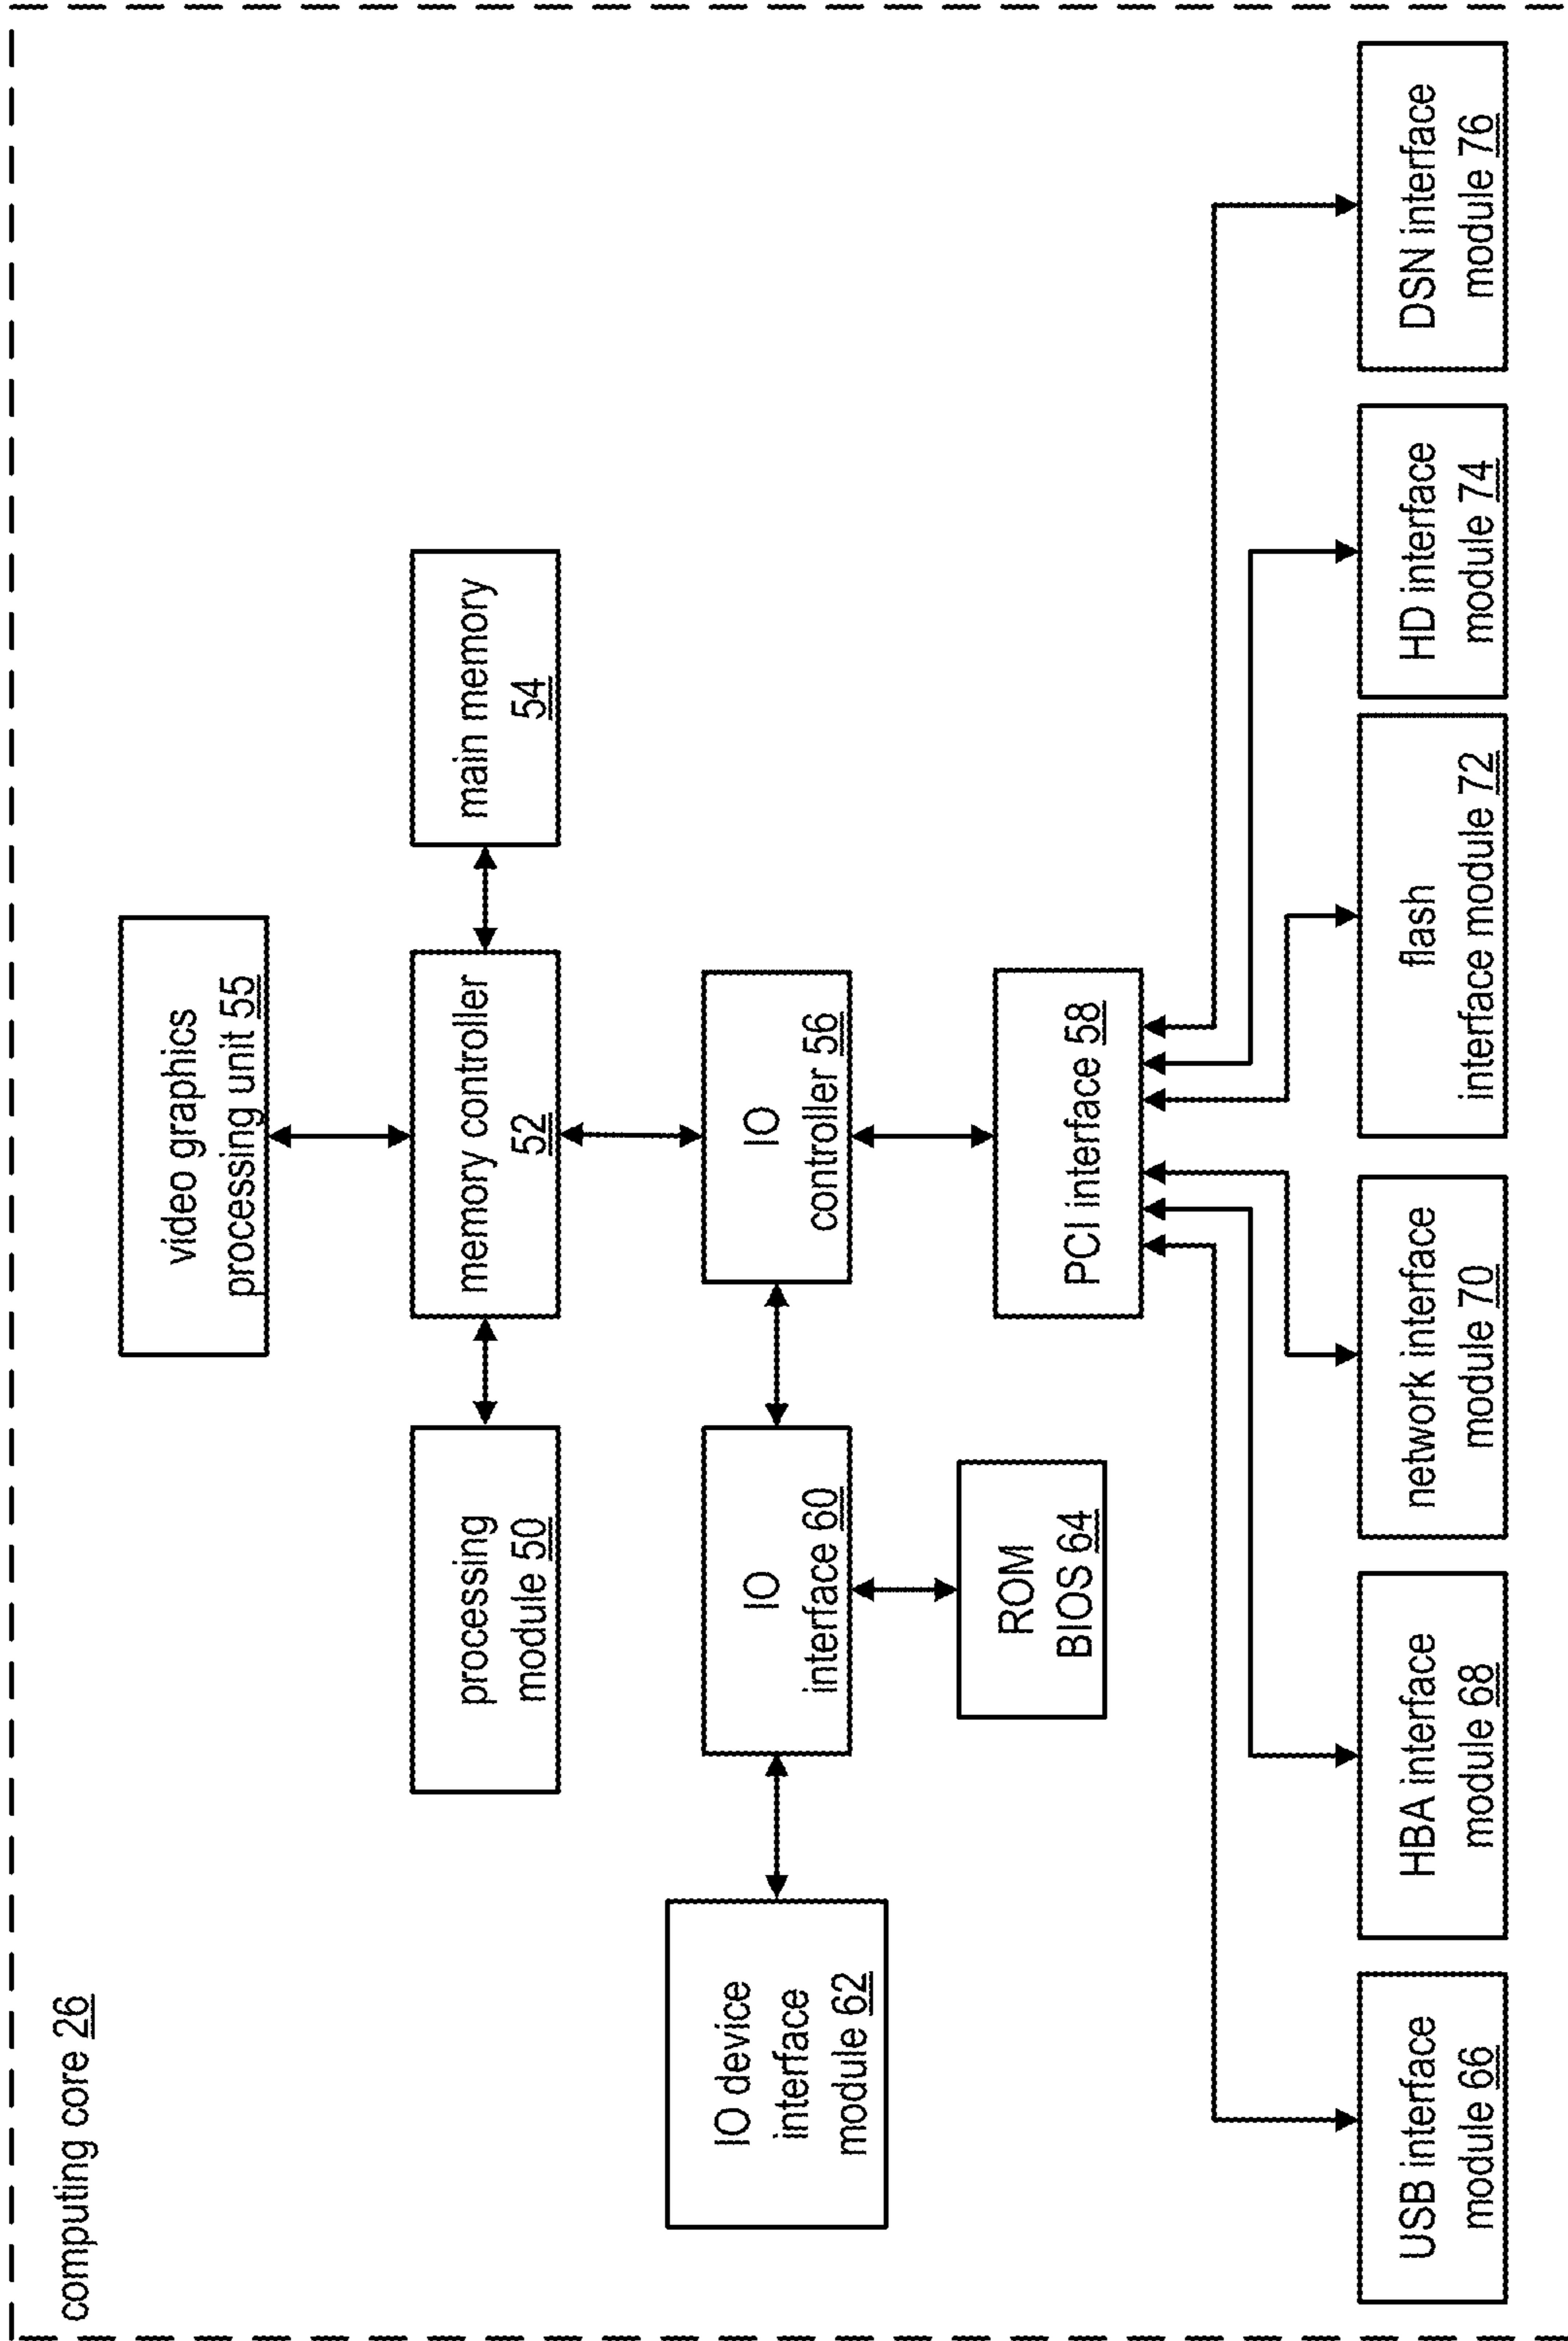 computing core 26
video graphics
processing unit 55
processing
module 50
memory controller
52
main memory
54
IO device
interface
module 62
IO
interface 60
IO
controller 56
ROM
BIOS 64
PCI interface 58
USB interface
module 66
HBA interface
module 68
network interface
module 70
flash
interface module 72
HD interface
module 74
DSN interface
module 76